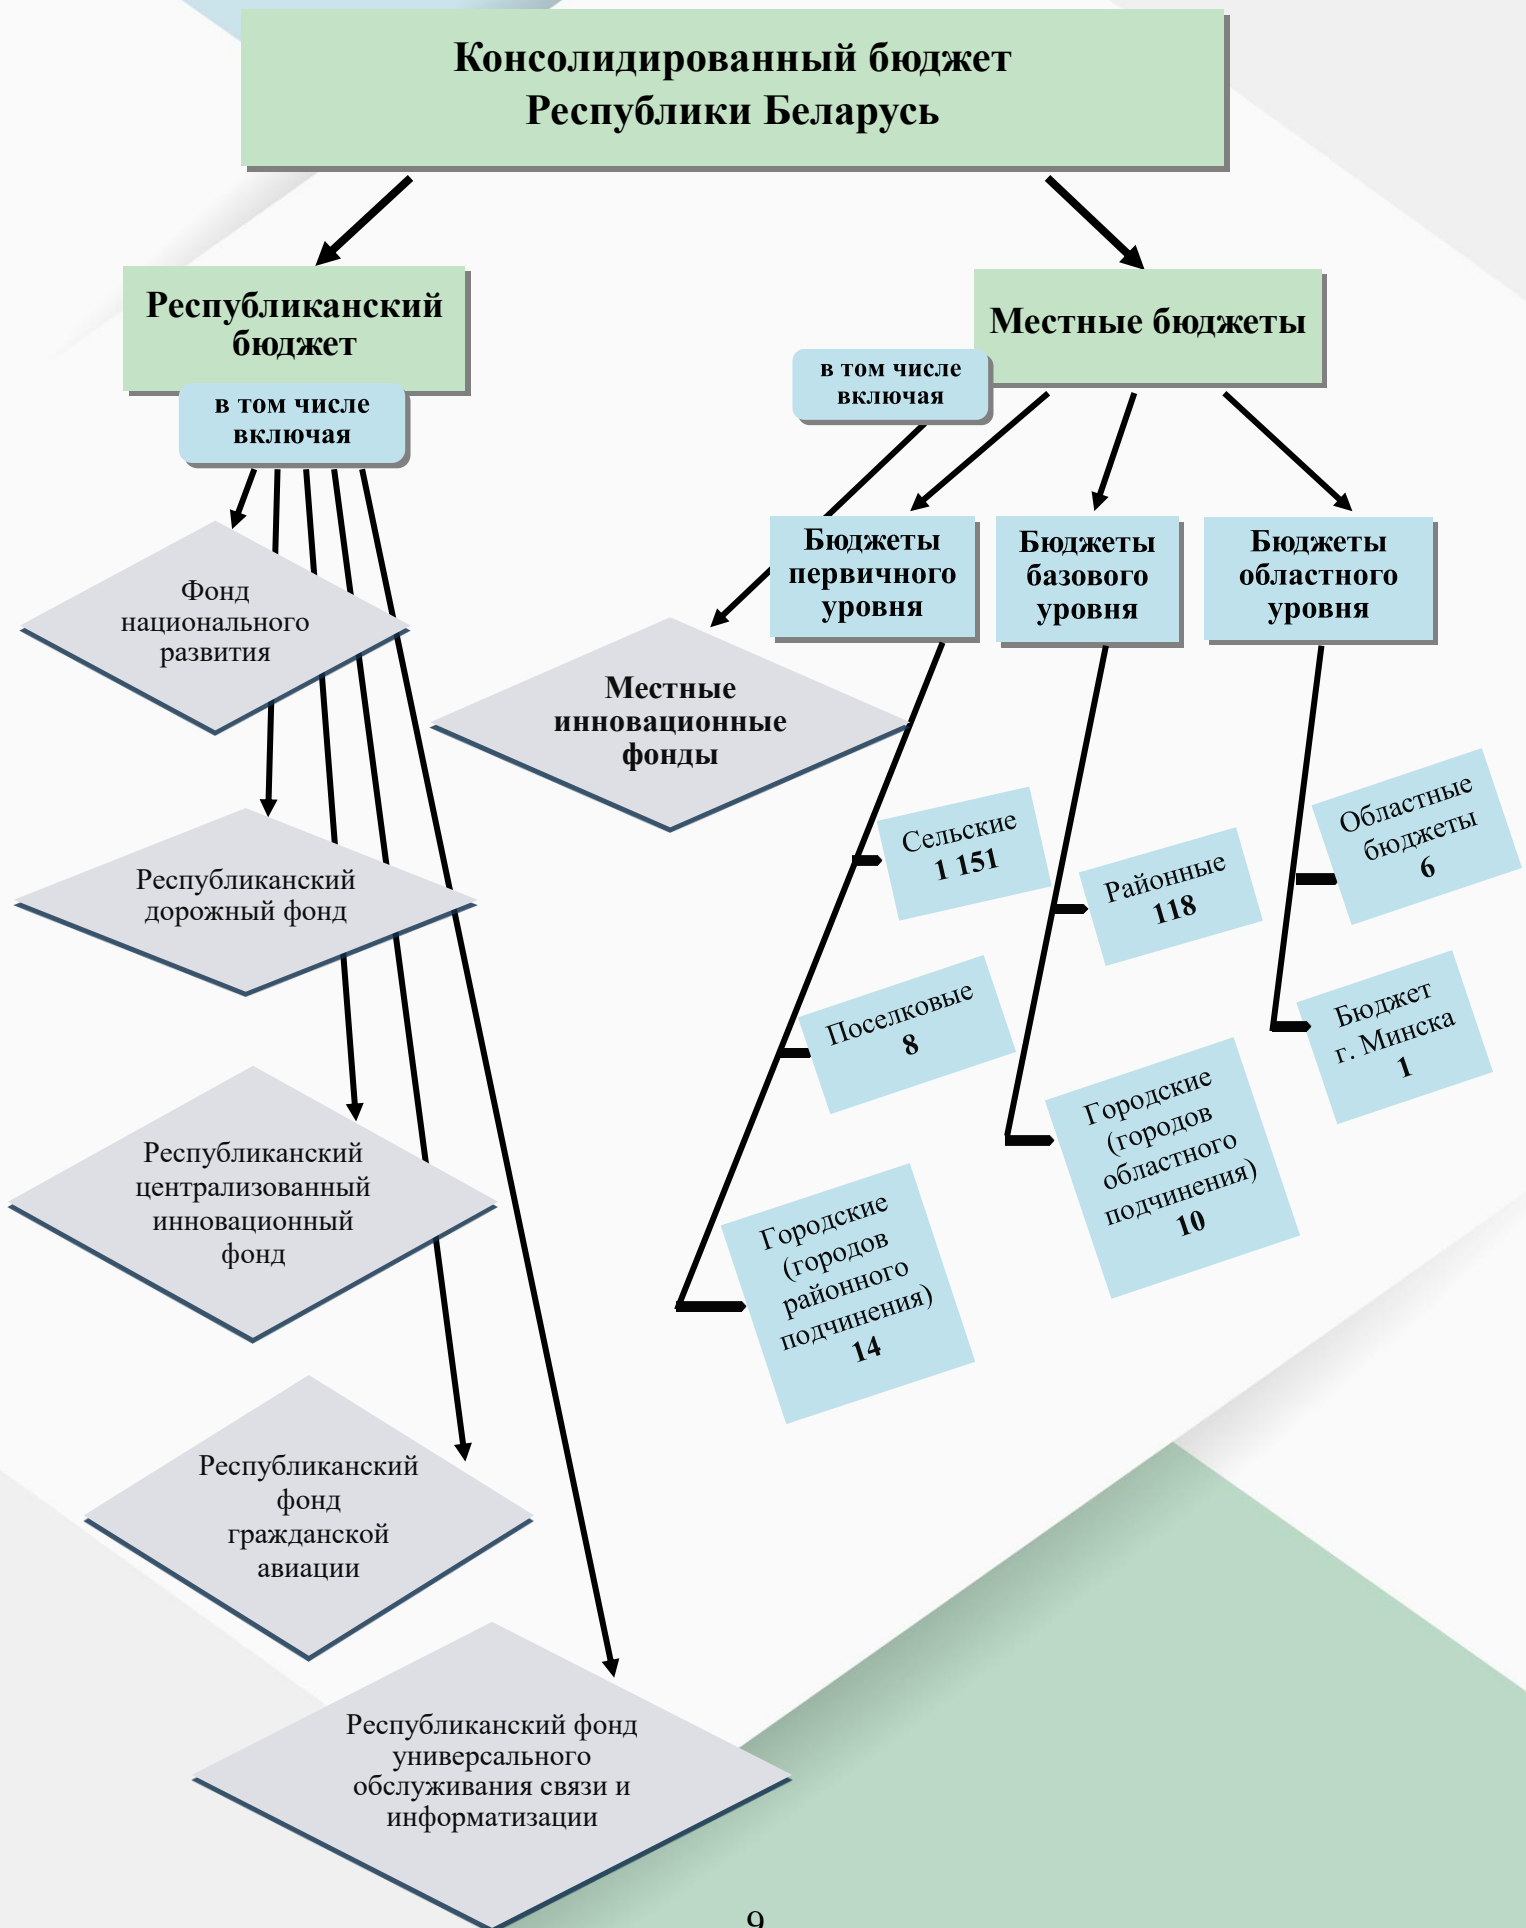 Консолидированный бюджет
Республики Беларусь
Республиканский
бюджет
в том числе
включая
Фонд
национального
развития
Республиканский
дорожный фонд
Республиканский
централизованный
инновационный
фонд
Республиканский
фонд
гражданской
авиации
Республиканский фонд
универсального
обслуживания связи и
информатизации
Местные бюджеты
в том числе
включая
Местные
инновационные
фонды
Бюджеты
первичного
уровня
Сельские
1 151
Поселковые
8
Городские
(городов
районного
подчинения)
14
Бюджеты
базового
уровня
Районные
118
Городские
(городов
областного
подчинения)
10
Бюджеты
областного
уровня
Областные
бюджеты
6
Бюджет
г. Минска
1
9